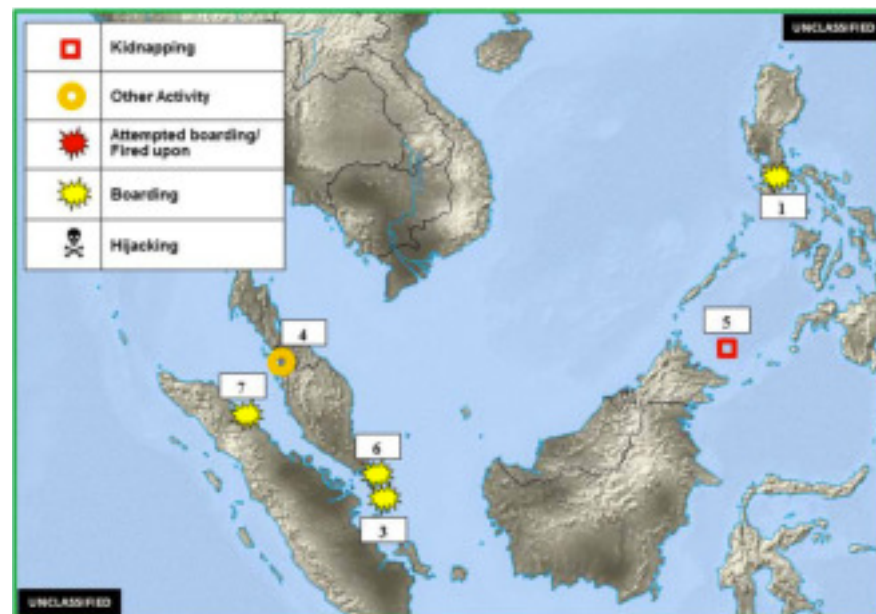 UNCLASSIFIED
Kidnapping
Other Activity
Attempted boarding/
Fired upon
Boarding
Hijacking
1
5
4
7
6
3
UNCLASSIFIED